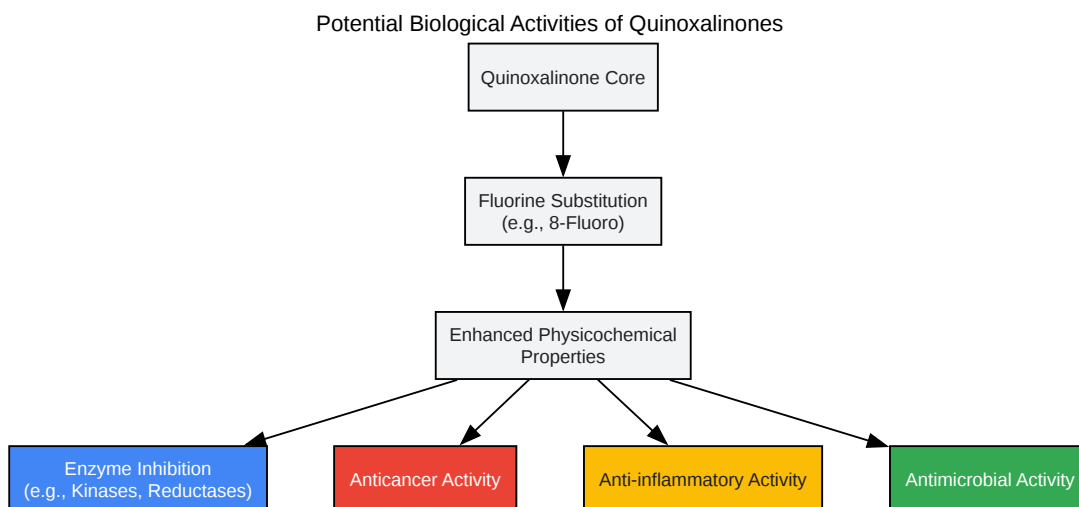 Potential Biological Activities of Quinoxalinones
Quinoxalinone Core
Fluorine Substitution
(e.g., 8-Fluoro)
Enhanced Physicochemical
Properties
Enzyme Inhibition
(e.g., Kinases, Reductases)
Anticancer Activity
Anti-inflammatory Activity
Antimicrobial Activity